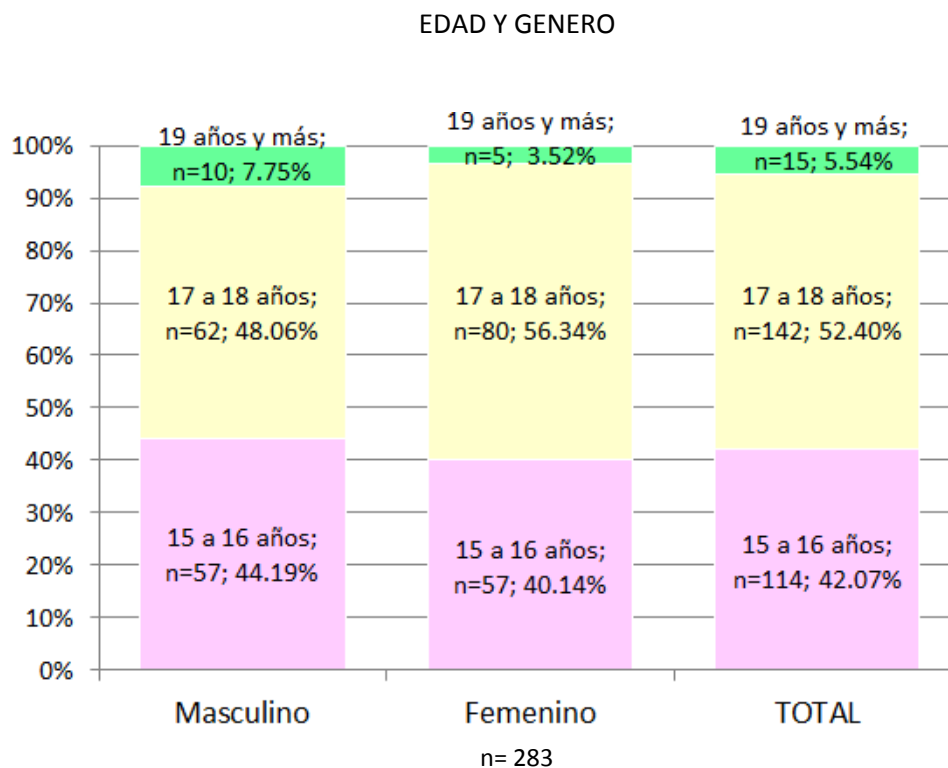 EDAD Y GENERO
100%
90%
80%
70%
60%
50%
40%
30%
20%
10%
0%
19 años y más;
n=10; 7.75%
17 a 18 años;
n=62; 48.06%
15 a 16 años;
n=57; 44.19%
19 años y más;
n=5; 3.52%
17 a 18 años;
n=80; 56.34%
15 a 16 años;
n=57; 40.14%
19 años y más;
n=15; 5.54%
17 a 18 años;
n=142; 52.40%
15 a 16 años;
n=114; 42.07%
Masculino
Femenino
TOTAL
n= 283